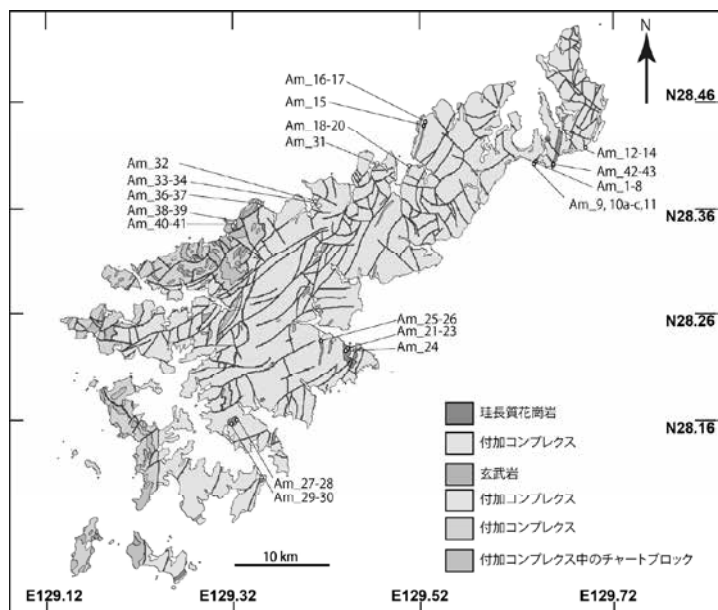 N
Am_16-17
N28.46
Am_15
Am_18-20
Am_31
Am_12-14
Am_32
Am_42-43
Am_33-34
Am_1-8
Am_36-37
Am_9, 10a-c,11
Am_38-39
N28.36
Am_40-41
Am_25-26
N28.26
Am_21-23
Am_24
珪長質花崗岩
N28.16
付加コンプレクス
玄武岩
Am_27-28
付加コンプレクス
Am_29-30
付加コンプレクス
10 km
付加コンプレクス中のチャートブロック
E129.12 E129.32 E129.52 E129.72